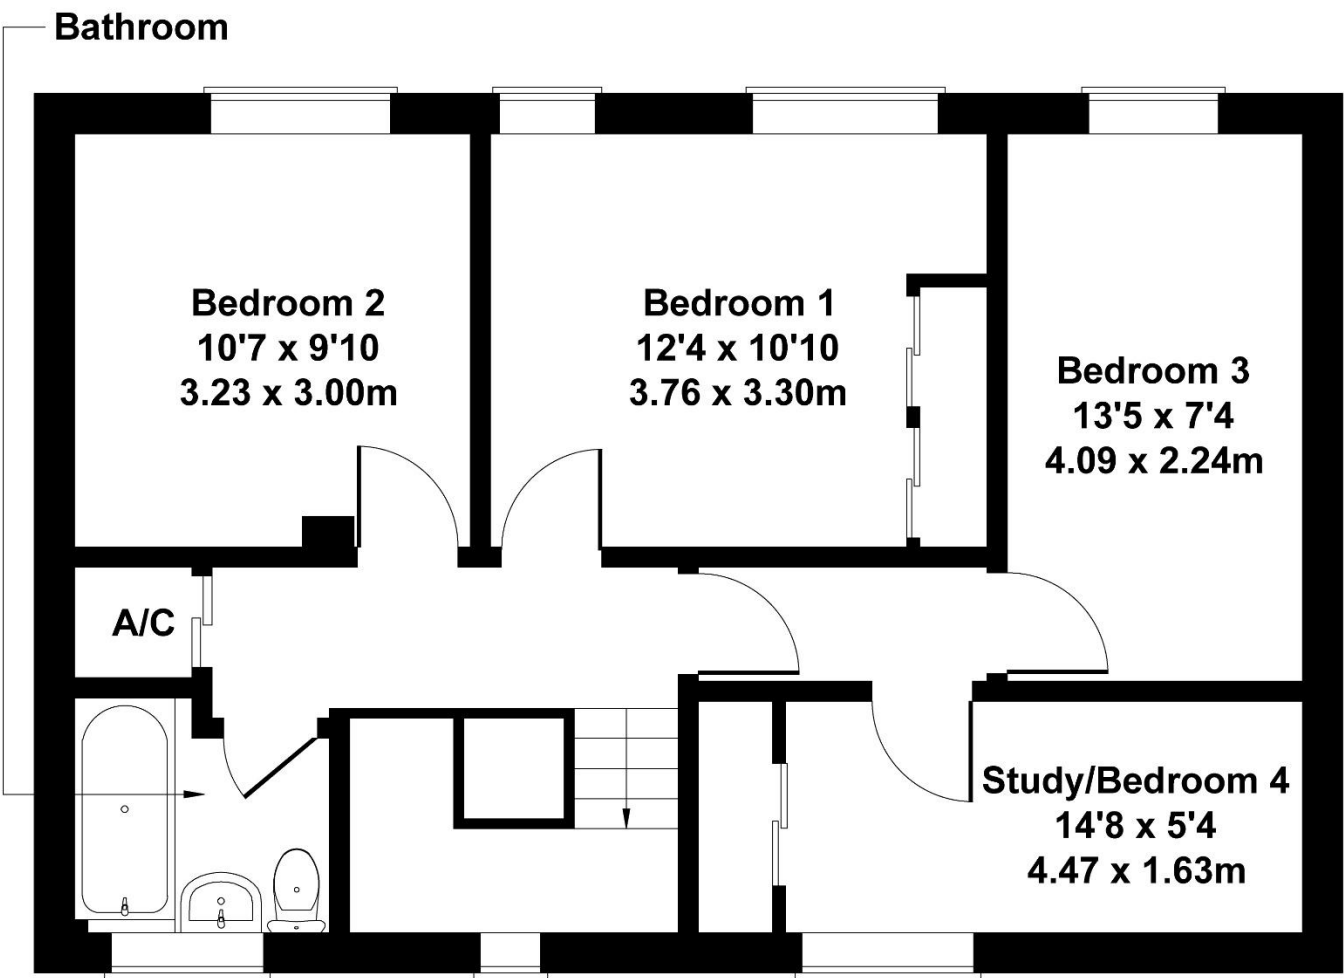 Bathroom
Bedroom 2
10'7 x 9'10
3.23 x 3.00m
Bedroom 1
12'4 x 10'10
3.76 x 3.30m
Bedroom 3
13'5 x 7'4
4.09 x 2.24m
A/C
Study/Bedroom 4
14'8 x 5'4
4.47 x 1.63m